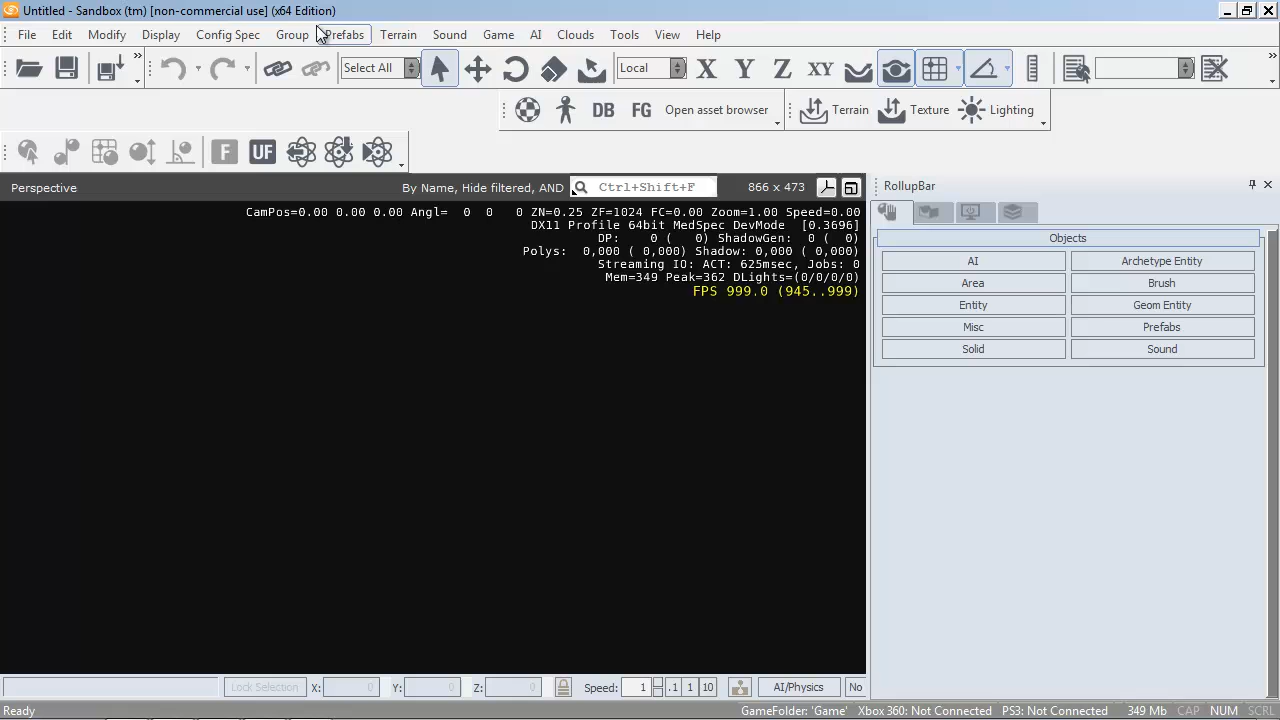 Untitled - Sandbox (tm) [non-commercial use] (x64 Edition)
File Edit Modify Display Config Spec Group Prefabs Terrain Sound Game AI Clouds Tools View Help
Select All Local X Y Z XY
DB FG Open asset browser Terrain Texture Lighting
F UF
Perspective By Name, Hide filtered, AND Ctrl+Shift+F 866 x 473
RollupBar
CamPos=0.00 0.00 0.00 Angl= 0 0 0 ZN=0.25 ZF=1024 FC=0.00 Zoom=1.00 Speed=0.00
DX11 Profile 64bit MedSpec DevMode [0.3696]
DP: 0 ( 0) ShadowGen: 0 ( 0)
Polys: 0,000 ( 0,000) Shadow: 0,000 ( 0,000)
Streaming IO: ACT: 625msec, Jobs: 0
Mem=349 Peak=362 DLights=(0/0/0/0)
FPS 999.0 (945..999)
Objects
AI Archetype Entity
Area Brush
Entity Geom Entity
Misc Prefabs
Solid Sound
Lock Selection X: 0 Y: 0 Z: 0 Speed: 1 .1 1 10 AI/Physics No
Ready GameFolder: 'Game' Xbox 360: Not Connected PS3: Not Connected 349 Mb CAP NUM SCRL